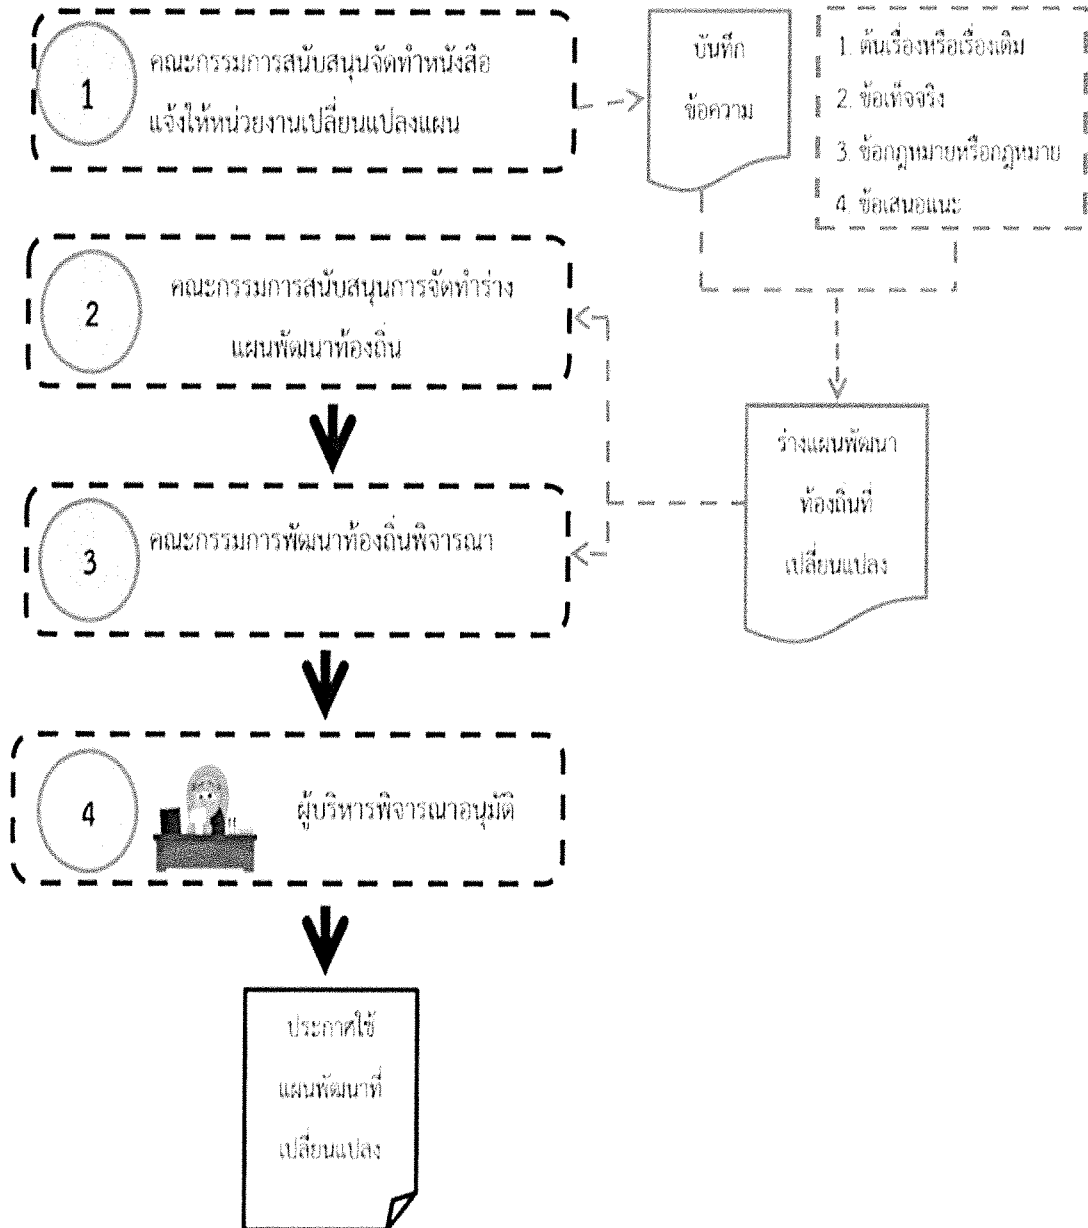 1
คณะกรรมการสนับสนุนจัดทำหนังสือ
แจ้งให้หน่วยงานเปลี่ยนแปลงแผน
บันทึก
ข้อความ
1. ต้นเรื่องหรือเรื่องเดิม
2. ข้อเท็จจริง
3. ข้อกฎหมายหรือกฎหมาย
4. ข้อเสนอแนะ
2
คณะกรรมการสนับสนุนการจัดทำร่าง
แผนพัฒนาท้องถิ่น
ร่างแผนพัฒนา
ท้องถิ่นที่
เปลี่ยนแปลง
3
คณะกรรมการพัฒนาท้องถิ่นพิจารณา
4
ผู้บริหารพิจารณาอนุมัติ
ประกาศใช้
แผนพัฒนาที่
เปลี่ยนแปลง